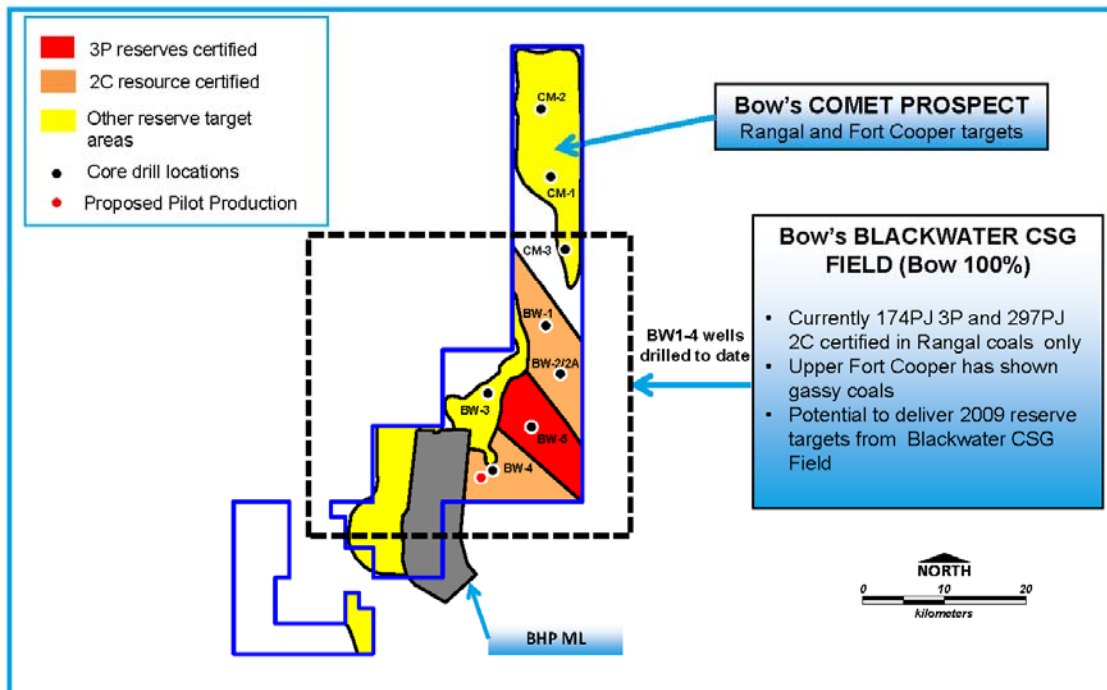 3P reserves certified
2C resource certified
Other reserve target
areas
Core drill locations
Proposed Pilot Production
CM-2
CM-1
CM-3
BW-1
BW-2/2A
BW-3
BW-5
BW-4
Bow's COMET PROSPECT
Rangal and Fort Cooper targets
BW1-4 wells
drilled to date
Bow's BLACKWATER CSG
FIELD (Bow 100%)
• Currently 174PJ 3P and 297PJ
2C certified in Rangal coals only
• Upper Fort Cooper has shown
gassy coals
• Potential to deliver 2009 reserve
targets from Blackwater CSG
Field
BHP ML
NORTH
0 10 20
kilometers